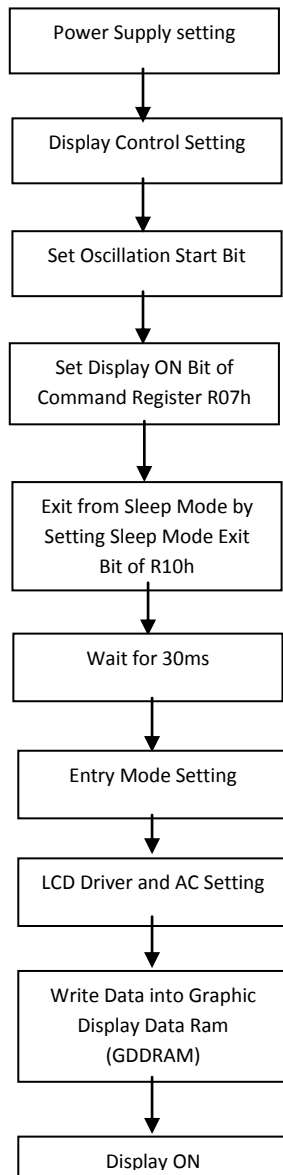 Power Supply setting
Display Control Setting
Set Oscillation Start Bit
Set Display ON Bit of
Command Register R07h
Exit from Sleep Mode by
Setting Sleep Mode Exit
Bit of R10h
Wait for 30ms
Entry Mode Setting
LCD Driver and AC Setting
Write Data into Graphic
Display Data Ram
(GDDRAM)
Display ON